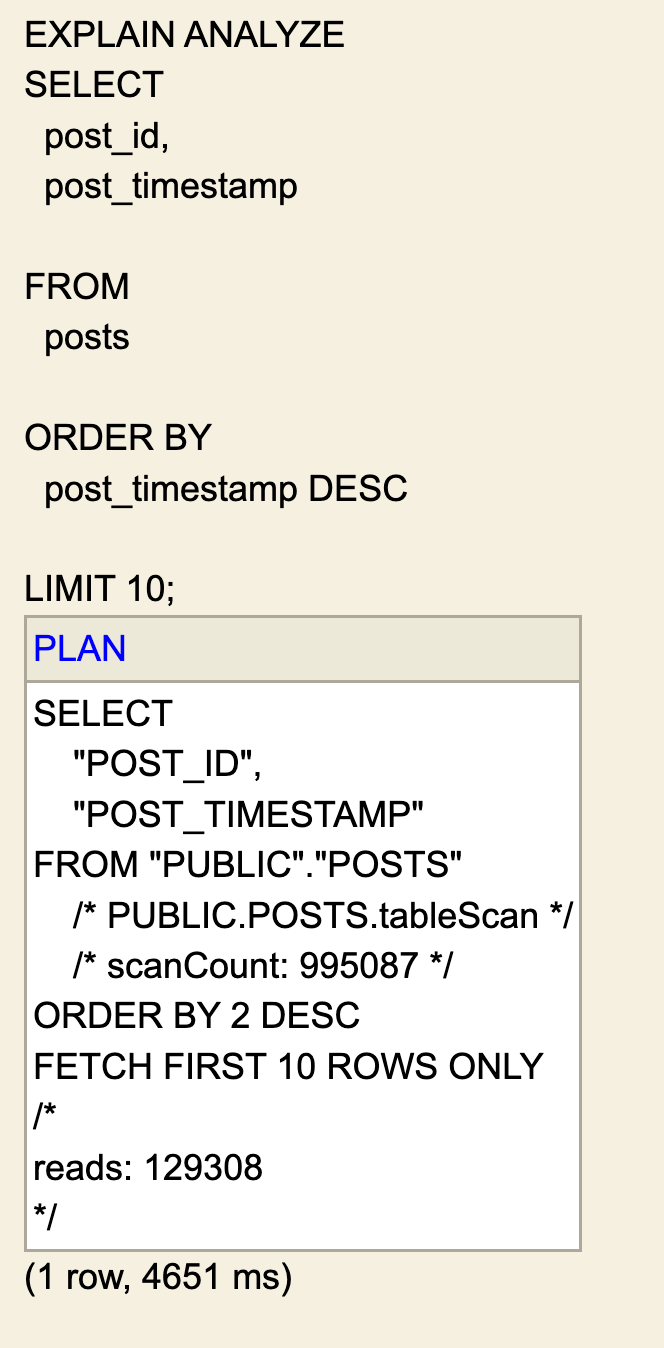 EXPLAIN ANALYZE
SELECT
post_id,
post_timestamp
FROM
posts
ORDER BY
post_timestamp DESC
LIMIT 10;
PLAN
SELECT
"POST_ID",
"POST_TIMESTAMP"
FROM "PUBLIC"."POSTS"
/* PUBLIC.POSTS.tableScan */
/* scanCount: 995087 */
ORDER BY 2 DESC
FETCH FIRST 10 ROWS ONLY
/*
reads: 129308
*/
(1 row, 4651 ms)